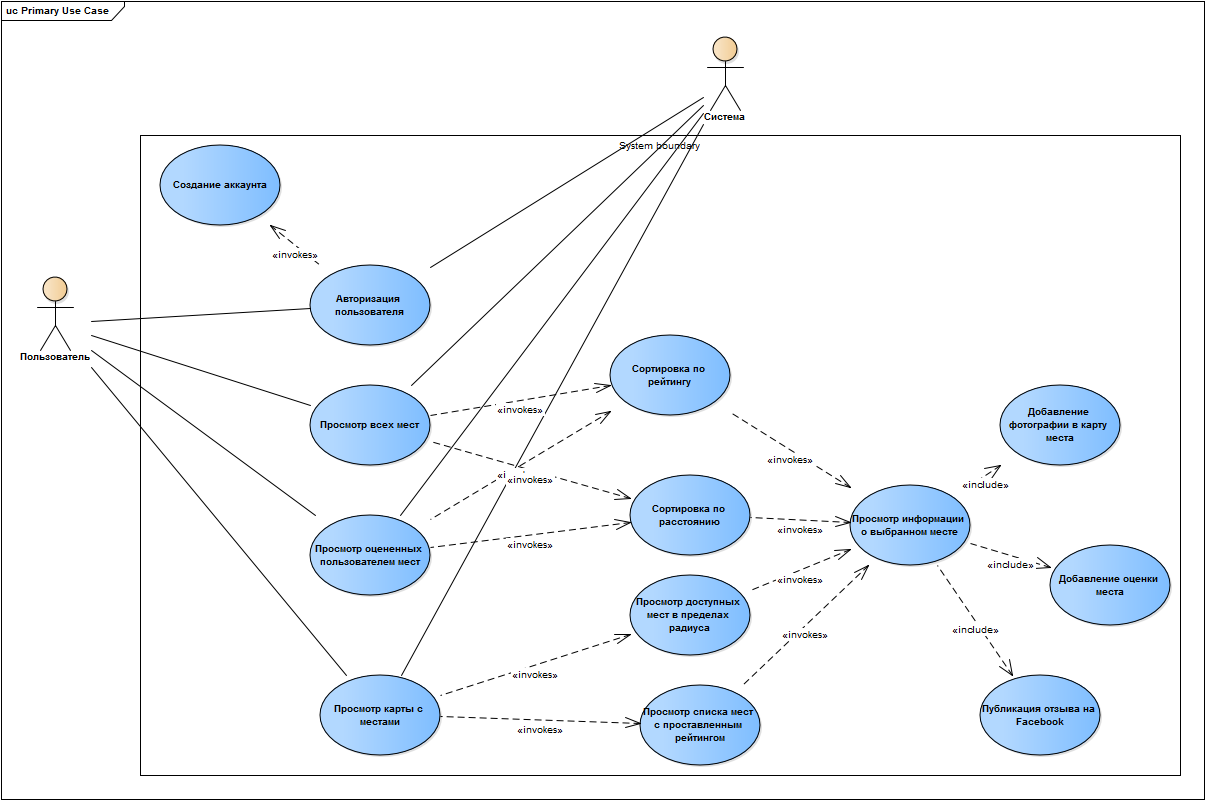 uc Primary Use Case
Система
System boundary
Создание аккаунта
«invokes»
Авторизация
пользователя
Пользователь
Сортировка по
рейтингу
Просмотр всех мест
«invokes»
Добавление
фотографии в карту
места
«invokes»
«i
«invokes»
«include»
Сортировка по
расстоянию
Просмотр информации
о выбранном месте
«invokes»
«invokes»
Просмотр оцененных
пользователем мест
«include»
Добавление оценки
места
«invokes»
Просмотр доступных
мест в пределах
радиуса
«include»
«invokes»
«invokes»
Просмотр карты с
местами
Просмотр списка мест
с проставленным
рейтингом
«invokes»
Публикация отзыва на
Facebook